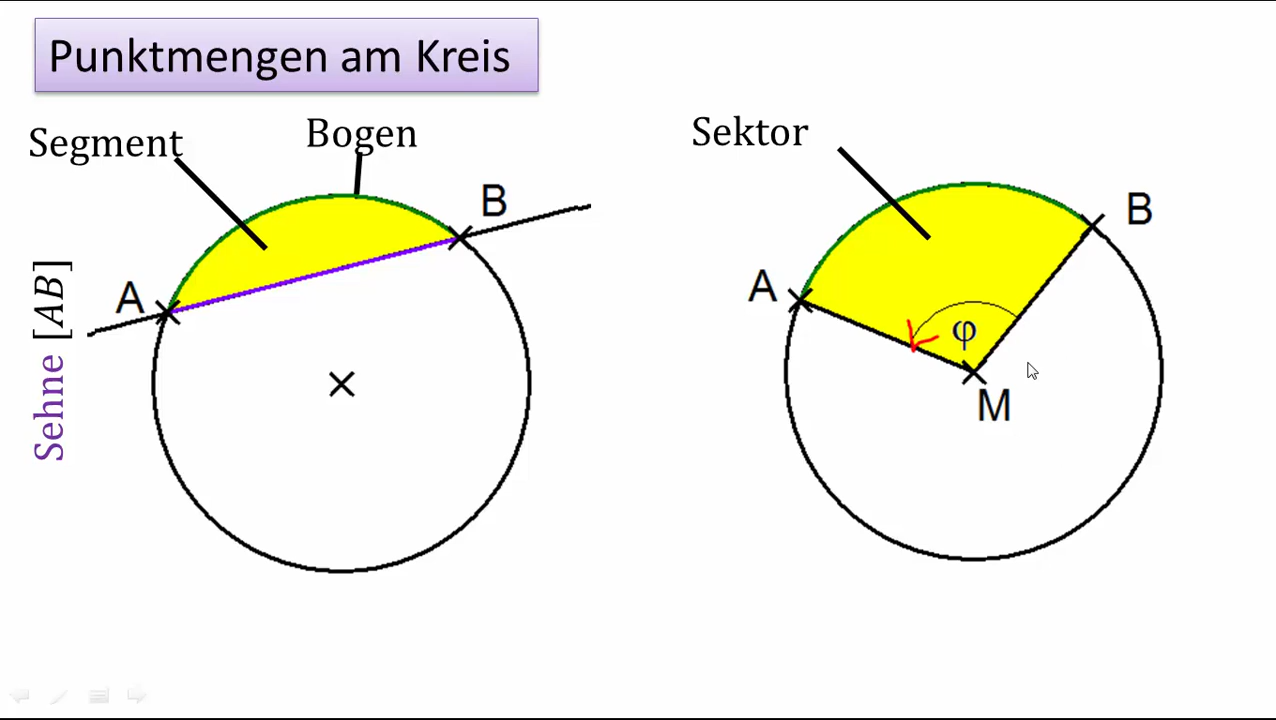 Punktmengen am Kreis
Segment
Bogen
B
A
Sehne [AB]
Sektor
B
A
φ
M